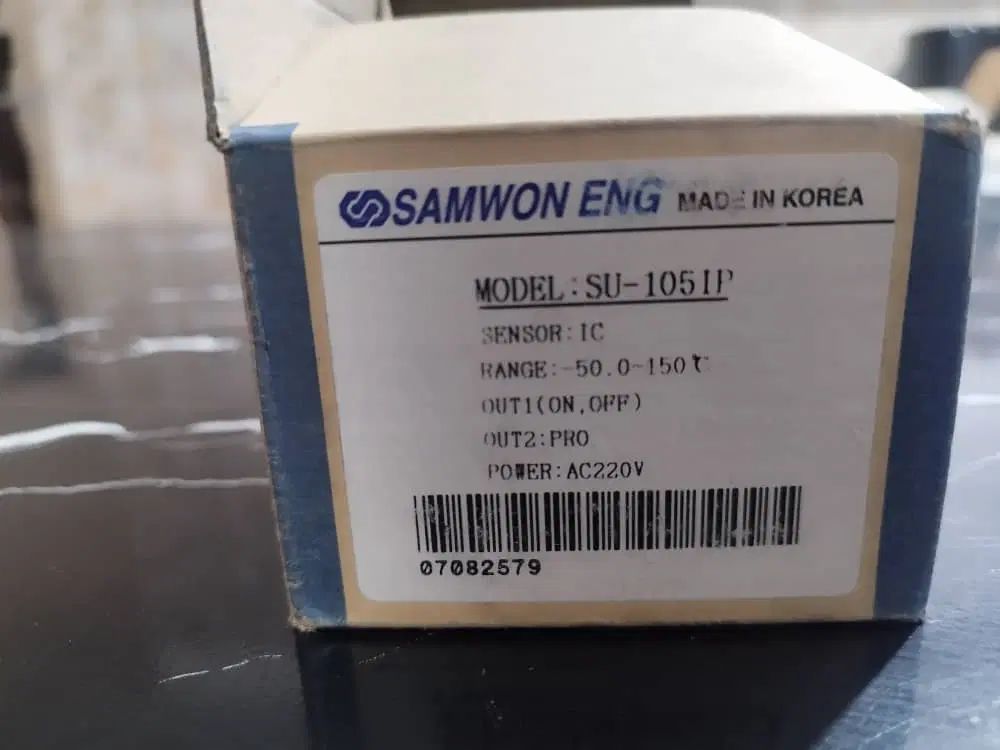 SAMWON ENG MADE IN KOREA
MODEL:SU-105IP
SENSOR:IC
RANGE:-50.0~150℃
OUT1(ON,OFF)
OUT2:PRO
POWER:AC220V
07082579